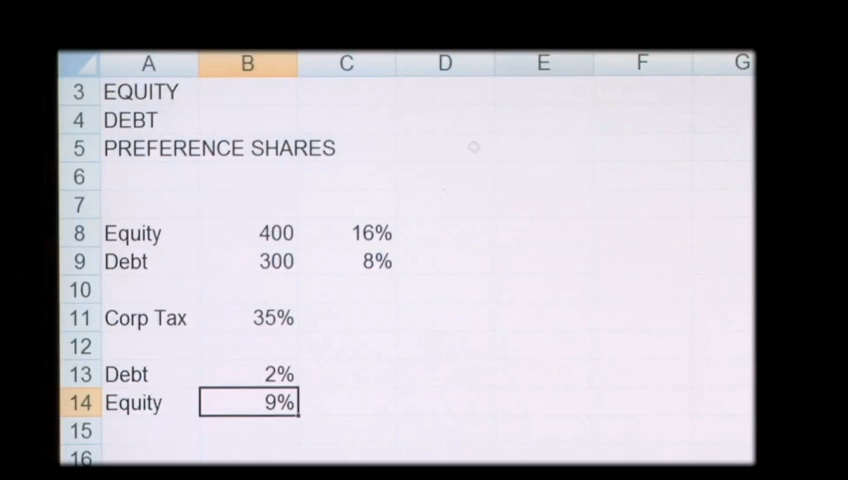 A B C D E F G
3 EQUITY
4 DEBT
5 PREFERENCE SHARES
6
7
8 Equity 400 16%
9 Debt 300 8%
10
11 Corp Tax 35%
12
13 Debt 2%
14 Equity 9%
15
16